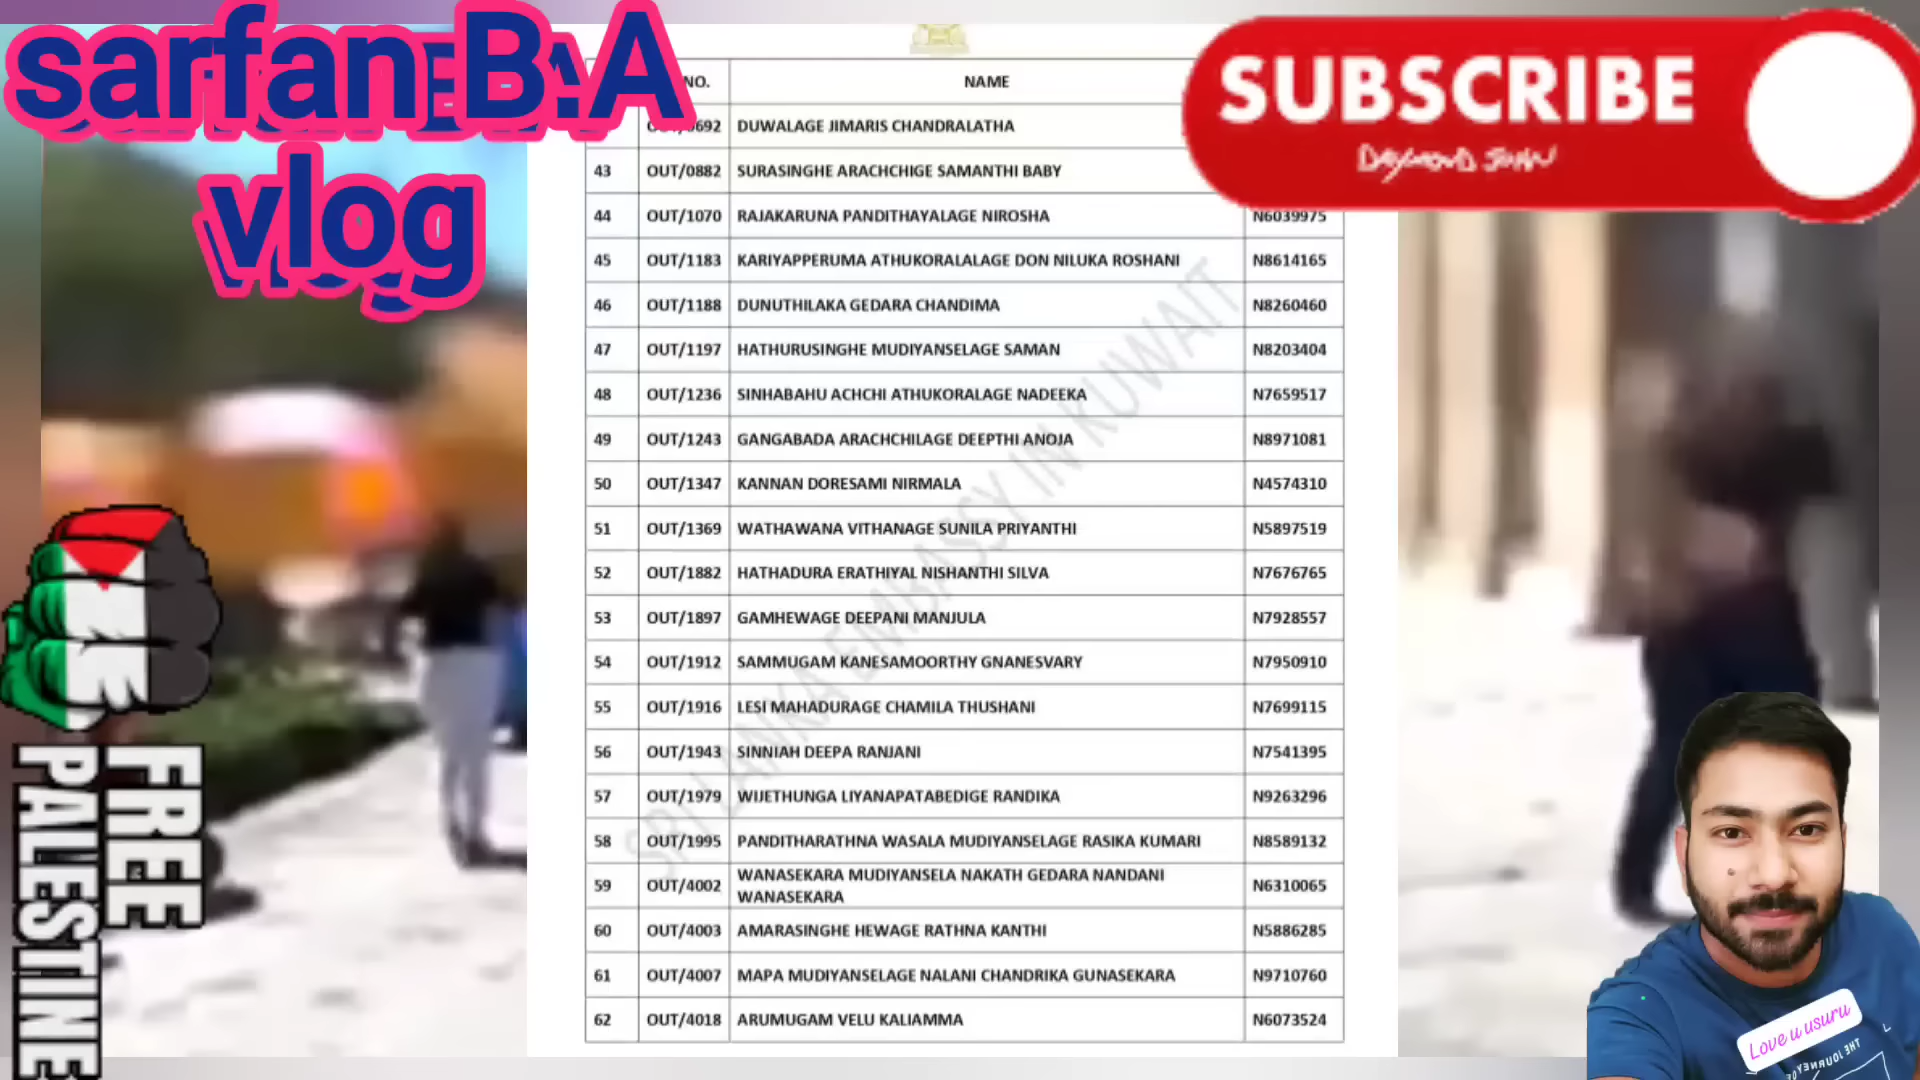 sarfan B.A
vlog
SUBSCRIBE
NO. NAME
DUWALAGE JIMARIS CHANDRALATHA
43 OUT/0882 SURASINGHE ARACHCHIGE SAMANTHI BABY
44 OUT/1070 RAJAKARUNA PANDITHAYALAGE NIROSHA N6039975
45 OUT/1183 KARIYAPPERUMA ATHUKORALALAGE DON NILUKA ROSHANI N8614165
46 OUT/1188 DUNUTHILAKA GEDARA CHANDIMA N8260460
47 OUT/1197 HATHURUSINGHE MUDIYANSELAGE SAMAN N8203404
48 OUT/1236 SINHABAHU ACHCHI ATHUKORALAGE NADEEKA N7659517
49 OUT/1243 GANGABADA ARACHCHILAGE DEEPTHI ANOJA N8971081
50 OUT/1347 KANNAN DORESAMI NIRMALA N4574310
51 OUT/1369 WATHAWANA VITHANAGE SUNILA PRIYANTHI N5897519
52 OUT/1882 HATHADURA ERATHIYAL NISHANTHI SILVA N7676765
53 OUT/1897 GAMHEWAGE DEEPANI MANJULA N7928557
54 OUT/1912 SAMMUGAM KANESAMOORTHY GNANESVARY N7950910
55 OUT/1916 LESI MAHADURAGE CHAMILA THUSHANI N7699115
56 OUT/1943 SINNIAH DEEPA RANJANI N7541395
57 OUT/1979 WIJETHUNGA LIYANAPATABEDIGE RANDIKA N9263296
58 OUT/1995 PANDITHARATHNA WASALA MUDIYANSELAGE RASIKA KUMARI N8589132
59 OUT/4002 WANASEKARA MUDIYANSELA NAKATH GEDARA NANDANI
WANASEKARA N6310065
60 OUT/4003 AMARASINGHE HEWAGE RATHNA KANTHI N5886285
61 OUT/4007 MAPA MUDIYANSELAGE NALANI CHANDRIKA GUNASEKARA N9710760
62 OUT/4018 ARUMUGAM VELU KALIAMMA N6073524
SRI LANKA EMBASSY IN KUWAIT
FREE
PALESTINE
Love u usuru